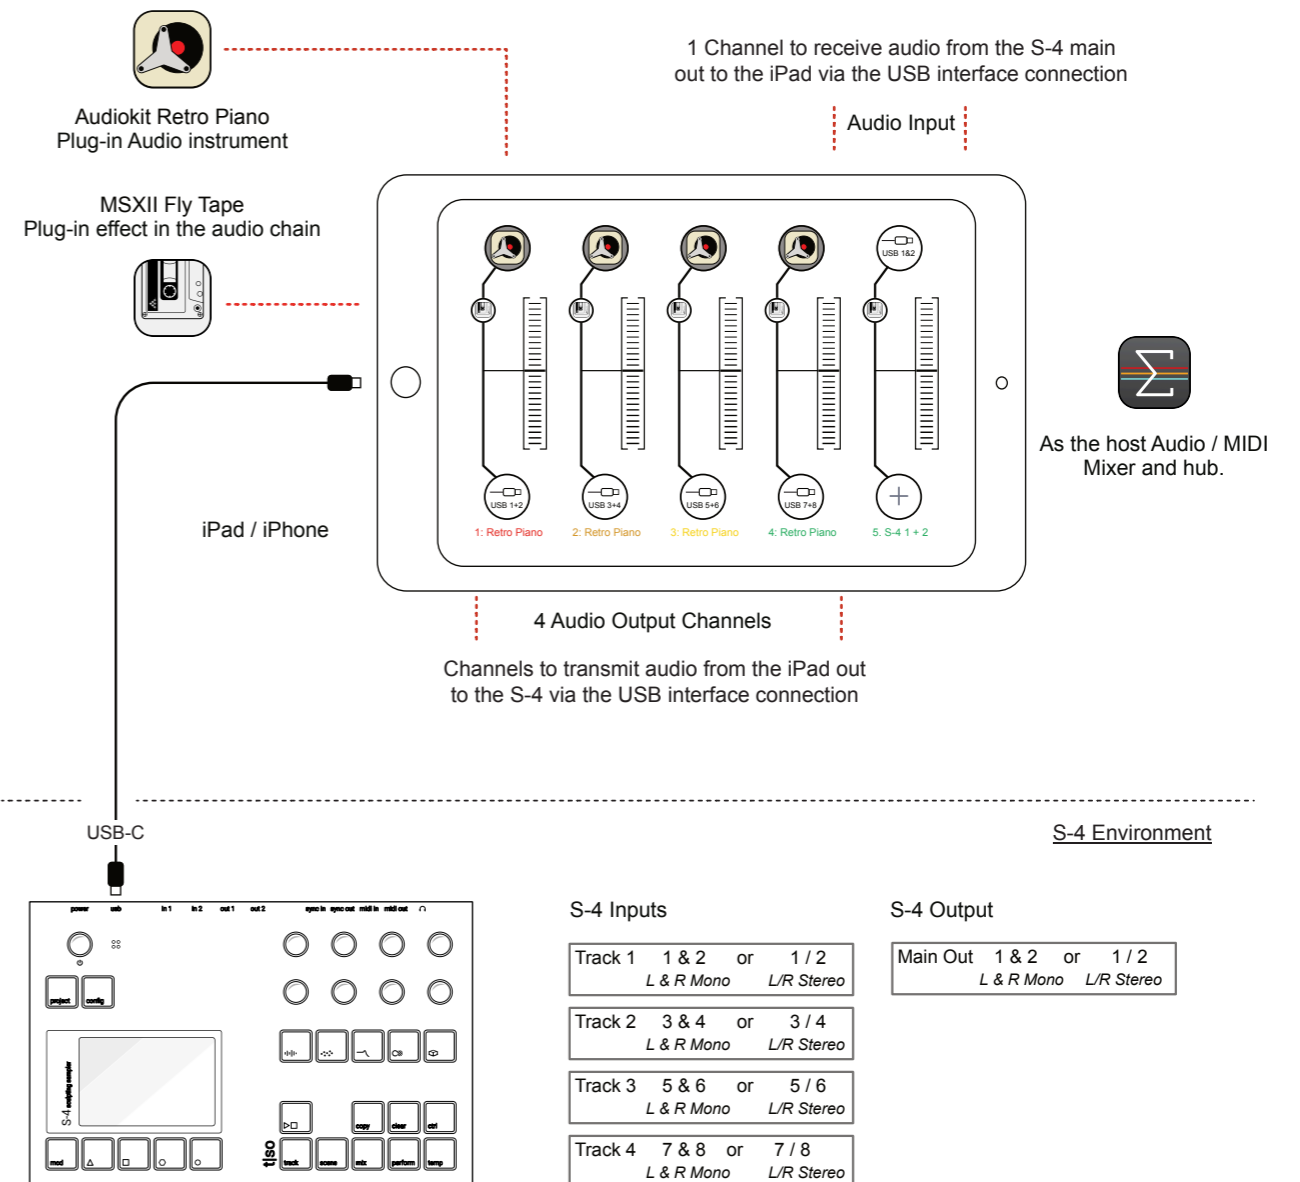 Audiokit Retro Piano
Plug-in Audio instrument
1 Channel to receive audio from the S-4 main
out to the iPad via the USB interface connection
Audio Input
MSXII Fly Tape
Plug-in effect in the audio chain
USB 1&2
As the host Audio / MIDI
Mixer and hub.
USB 1+2
USB 3+4
USB 5+6
USB 7+8
1: Retro Piano
2: Retro Piano
3: Retro Piano
4: Retro Piano
5. S-4 1 + 2
iPad / iPhone
4 Audio Output Channels
Channels to transmit audio from the iPad out
to the S-4 via the USB interface connection
USB-C
S-4 Environment
power usb in 1 in 2 out 1 out 2 sync in sync out midi in midi out
project config
S-4 sculpting sampler
copy clear ctrl
mod
t|so
track scene mix perform temp
S-4 Inputs
Track 1 1 & 2 or 1 / 2
L & R Mono L/R Stereo
Track 2 3 & 4 or 3 / 4
L & R Mono L/R Stereo
Track 3 5 & 6 or 5 / 6
L & R Mono L/R Stereo
Track 4 7 & 8 or 7 / 8
L & R Mono L/R Stereo
S-4 Output
Main Out 1 & 2 or 1 / 2
L & R Mono L/R Stereo